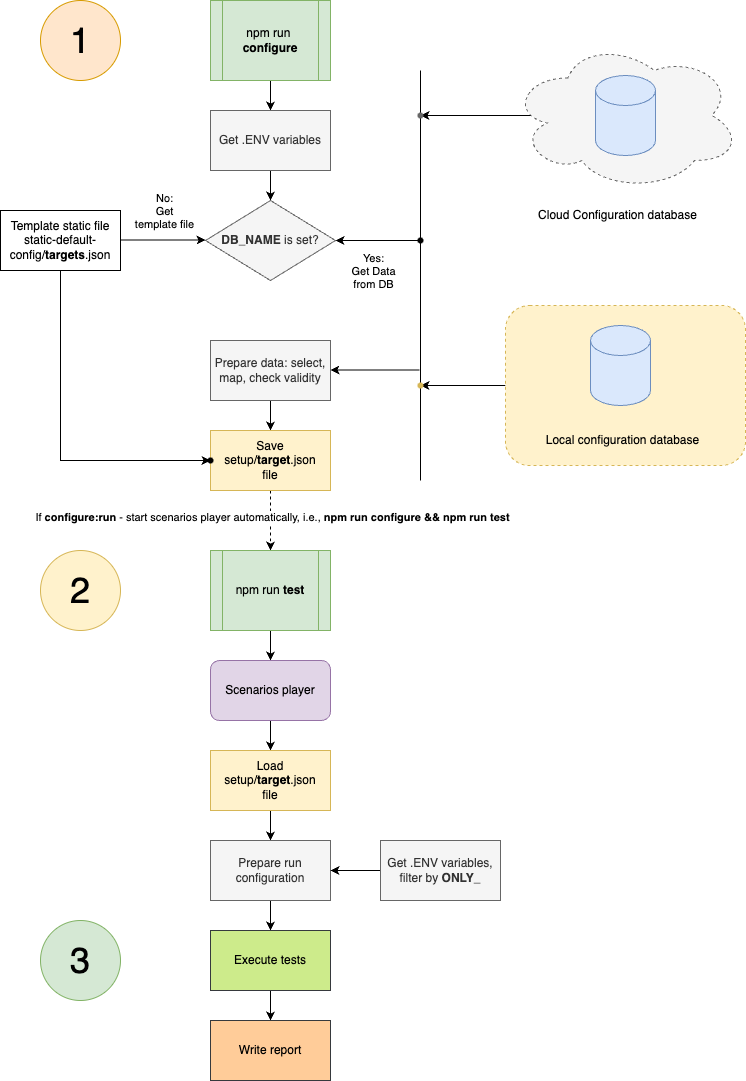 1
npm run
configure
Get .ENV variables
No:
Get
template file
Template static file
static-default-
config/targets.json
DB_NAME is set?
Yes:
Get Data
from DB
Cloud Configuration database
Prepare data: select,
map, check validity
Local configuration database
Save
setup/target.json
file
If configure:run - start scenarios player automatically, i.e., npm run configure && npm run test
2
npm run test
Scenarios player
Load
setup/target.json
file
Prepare run
configuration
Get .ENV variables,
filter by ONLY_
3
Execute tests
Write report